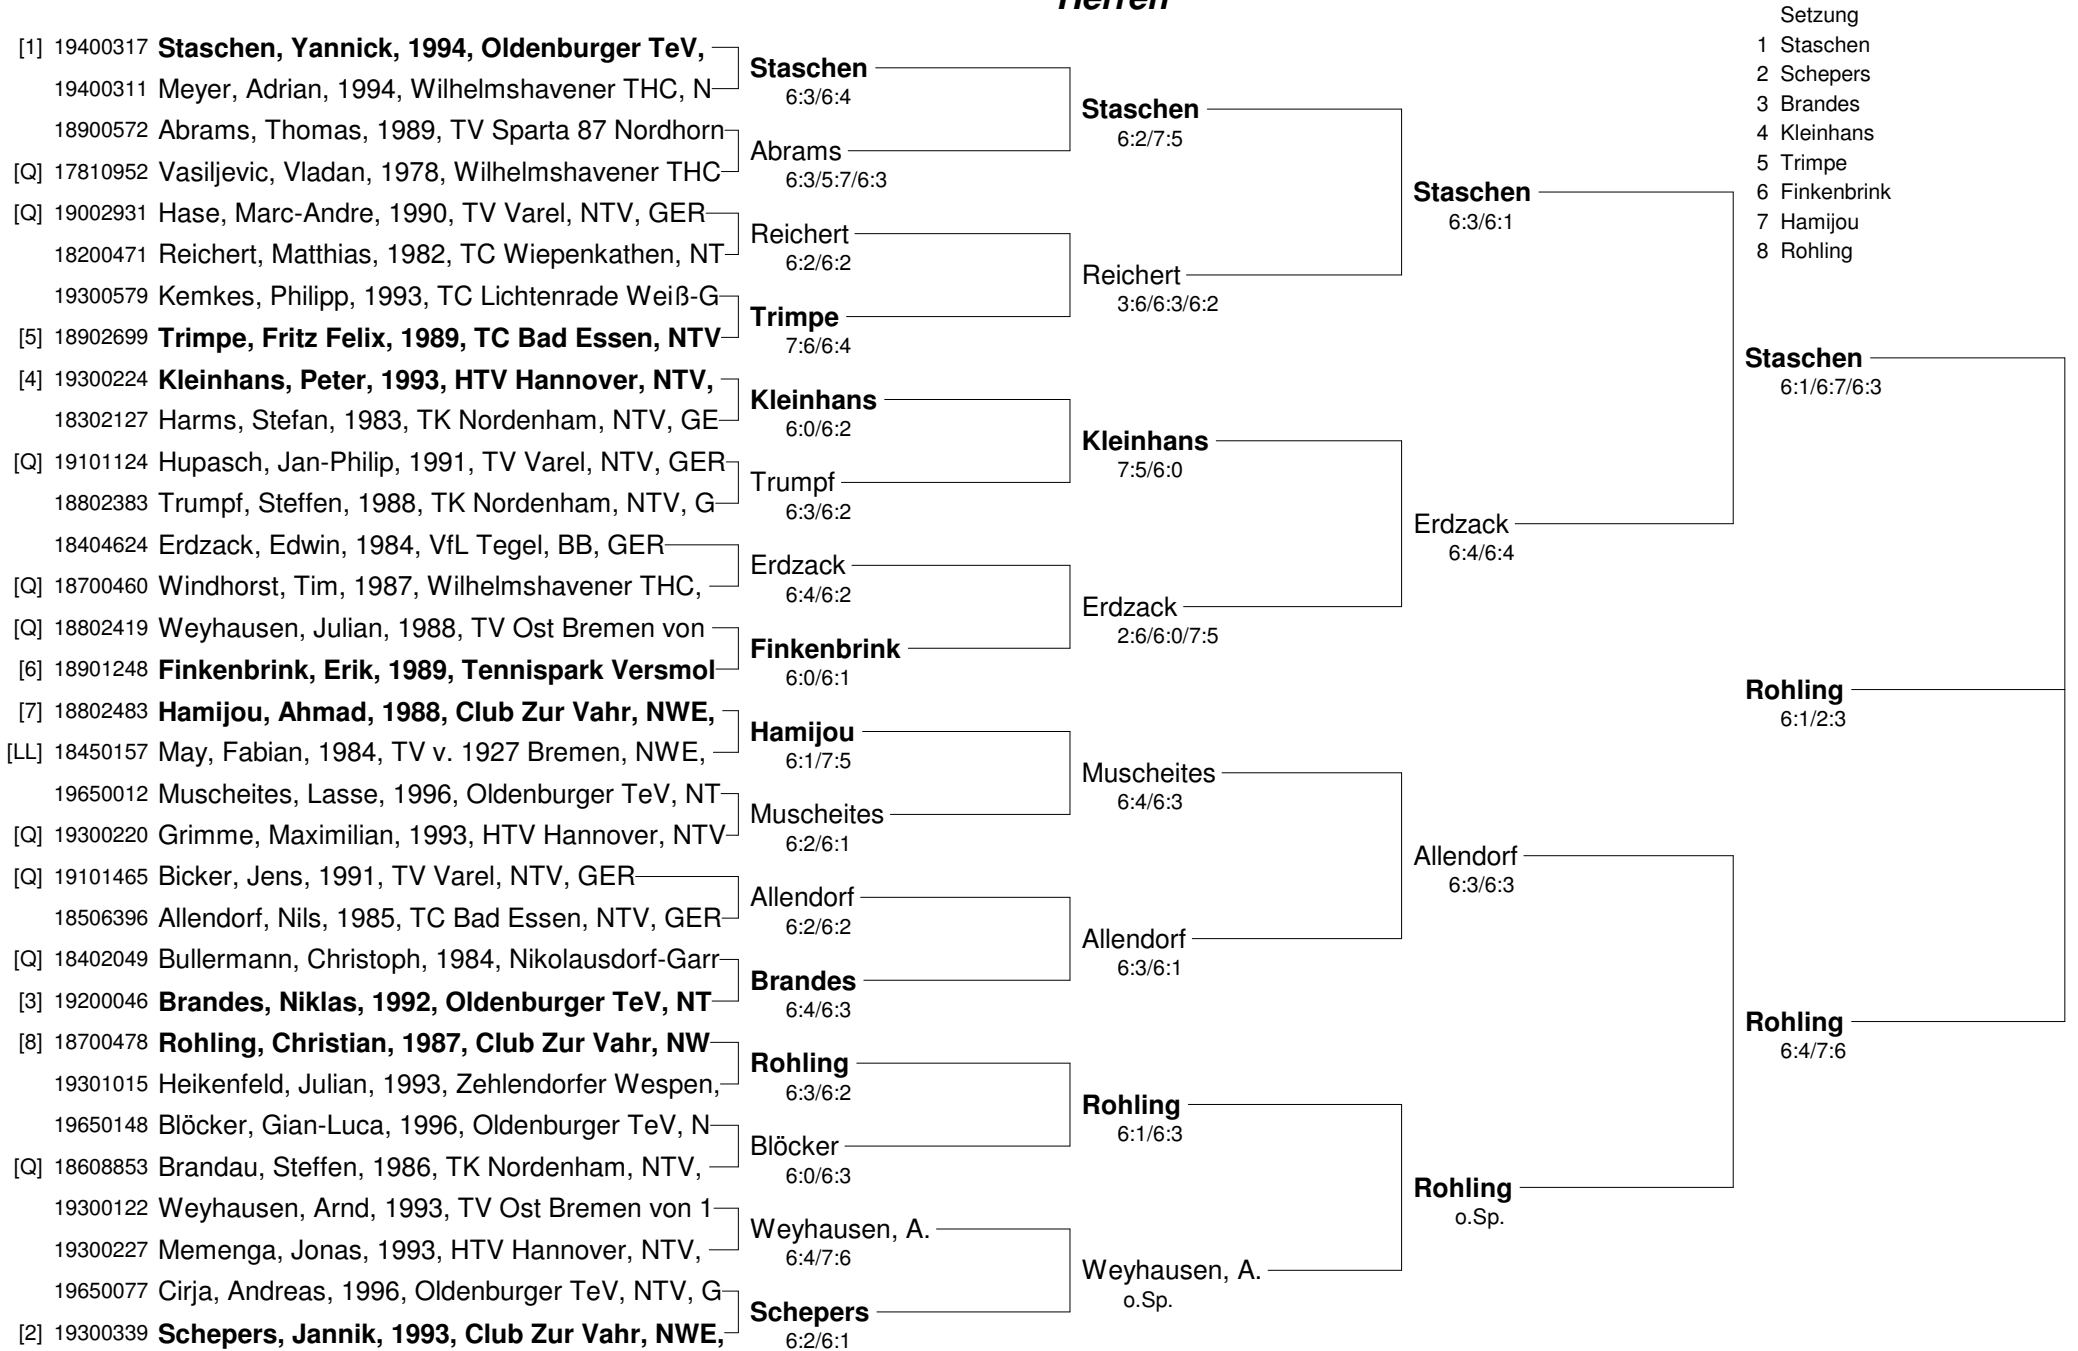 Herren
Setzung
1 Staschen
2 Schepers
3 Brandes
4 Kleinhans
5 Trimpe
6 Finkenbrink
7 Hamijou
8 Rohling
[1] 19400317 Staschen, Yannick, 1994, Oldenburger TeV,
19400311 Meyer, Adrian, 1994, Wilhelmshavener THC, N
18900572 Abrams, Thomas, 1989, TV Sparta 87 Nordhorn
[Q] 17810952 Vasiljevic, Vladan, 1978, Wilhelmshavener THC
[Q] 19002931 Hase, Marc-Andre, 1990, TV Varel, NTV, GER
18200471 Reichert, Matthias, 1982, TC Wiepenkathen, NT
19300579 Kemkes, Philipp, 1993, TC Lichtenrade Weiß-G
[5] 18902699 Trimpe, Fritz Felix, 1989, TC Bad Essen, NTV
[4] 19300224 Kleinhans, Peter, 1993, HTV Hannover, NTV,
18302127 Harms, Stefan, 1983, TK Nordenham, NTV, GE
[Q] 19101124 Hupasch, Jan-Philip, 1991, TV Varel, NTV, GER
18802383 Trumpf, Steffen, 1988, TK Nordenham, NTV, G
18404624 Erdzack, Edwin, 1984, VfL Tegel, BB, GER
[Q] 18700460 Windhorst, Tim, 1987, Wilhelmshavener THC,
[Q] 18802419 Weyhausen, Julian, 1988, TV Ost Bremen von
[6] 18901248 Finkenbrink, Erik, 1989, Tennispark Versmol
[7] 18802483 Hamijou, Ahmad, 1988, Club Zur Vahr, NWE,
[LL] 18450157 May, Fabian, 1984, TV v. 1927 Bremen, NWE,
19650012 Muscheites, Lasse, 1996, Oldenburger TeV, NT
[Q] 19300220 Grimme, Maximilian, 1993, HTV Hannover, NTV
[Q] 19101465 Bicker, Jens, 1991, TV Varel, NTV, GER
18506396 Allendorf, Nils, 1985, TC Bad Essen, NTV, GER
[Q] 18402049 Bullermann, Christoph, 1984, Nikolausdorf-Garr
[3] 19200046 Brandes, Niklas, 1992, Oldenburger TeV, NT
[8] 18700478 Rohling, Christian, 1987, Club Zur Vahr, NW
19301015 Heikenfeld, Julian, 1993, Zehlendorfer Wespen,
19650148 Blöcker, Gian-Luca, 1996, Oldenburger TeV, N
[Q] 18608853 Brandau, Steffen, 1986, TK Nordenham, NTV,
19300122 Weyhausen, Arnd, 1993, TV Ost Bremen von 1
19300227 Memenga, Jonas, 1993, HTV Hannover, NTV,
19650077 Cirja, Andreas, 1996, Oldenburger TeV, NTV, G
[2] 19300339 Schepers, Jannik, 1993, Club Zur Vahr, NWE,
Staschen
6:3/6:4
Abrams
6:3/5:7/6:3
Reichert
6:2/6:2
Trimpe
7:6/6:4
Kleinhans
6:0/6:2
Trumpf
6:3/6:2
Erdzack
6:4/6:2
Finkenbrink
6:0/6:1
Hamijou
6:1/7:5
Muscheites
6:2/6:1
Allendorf
6:2/6:2
Brandes
6:4/6:3
Rohling
6:3/6:2
Blöcker
6:0/6:3
Weyhausen, A.
6:4/7:6
Schepers
6:2/6:1
Staschen
6:2/7:5
Reichert
3:6/6:3/6:2
Kleinhans
7:5/6:0
Erdzack
2:6/6:0/7:5
Muscheites
6:4/6:3
Allendorf
6:3/6:1
Rohling
6:1/6:3
Weyhausen, A.
o.Sp.
Staschen
6:3/6:1
Erdzack
6:4/6:4
Allendorf
6:3/6:3
Rohling
o.Sp.
Staschen
6:1/6:7/6:3
Rohling
6:1/2:3
Rohling
6:4/7:6